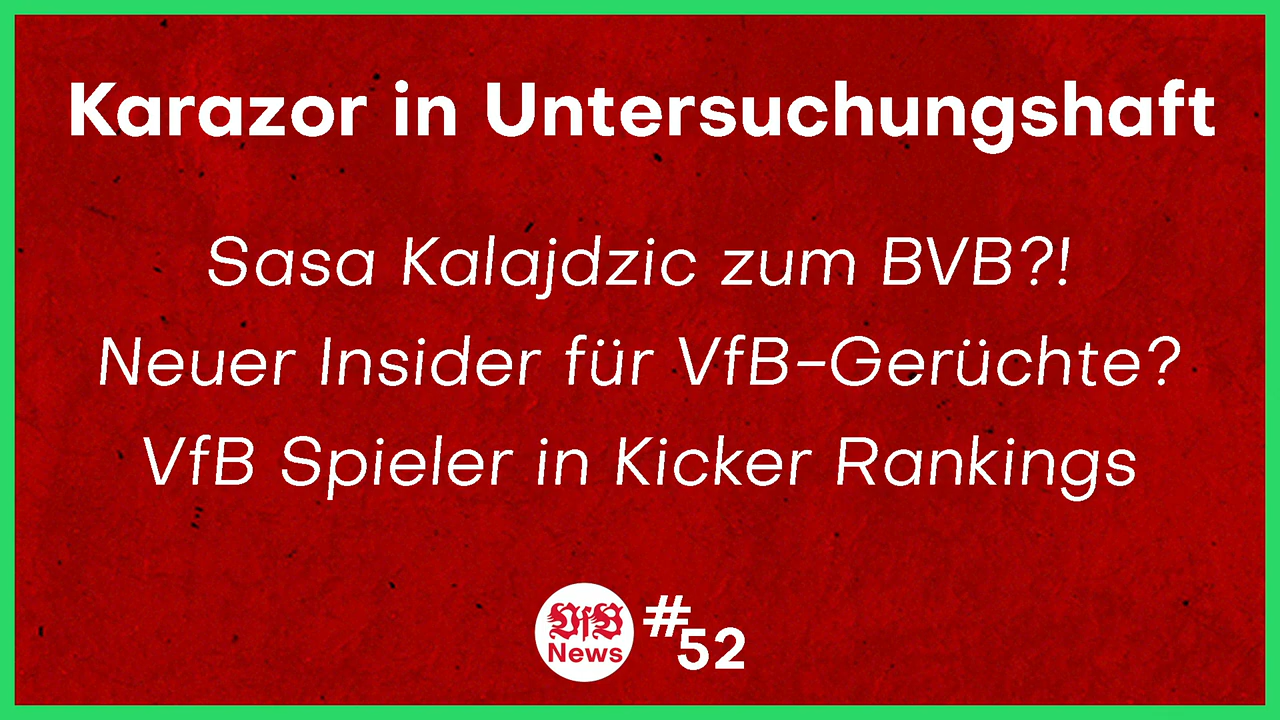 Karazor in Untersuchungshaft
Sasa Kalajdzic zum BVB?!
Neuer Insider für VfB-Gerüchte?
VfB Spieler in Kicker Rankings
VfB
News
#52